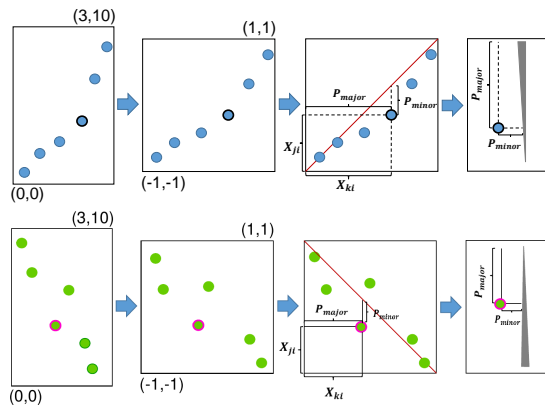 (3,10)
(1,1)
P_major
P_minor
X_ji
X_ki
P_major
P_minor
(0,0)
(-1,-1)
(3,10)
(1,1)
P_major
P_minor
X_ji
X_ki
P_major
P_minor
(0,0)
(-1,-1)